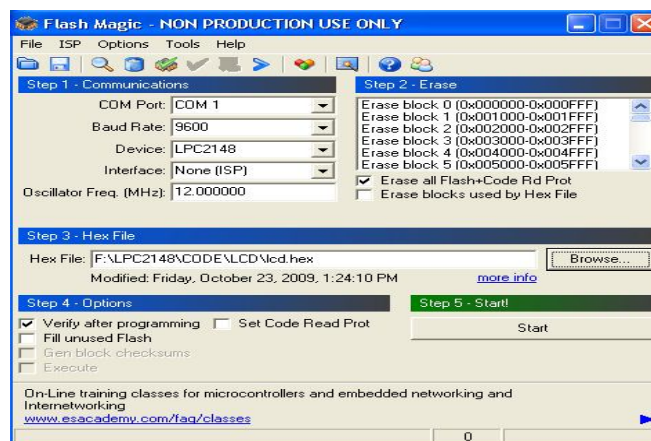 Flash Magic - NON PRODUCTION USE ONLY
File ISP Options Tools Help
Step 1 - Communications
COM Port: COM 1
Baud Rate: 9600
Device: LPC2148
Interface: None (ISP)
Oscillator Freq. (MHz): 12.000000
Step 2 - Erase
Erase block 0 (0x000000-0x000FFF)
Erase block 1 (0x001000-0x001FFF)
Erase block 2 (0x002000-0x002FFF)
Erase block 3 (0x003000-0x003FFF)
Erase block 4 (0x004000-0x004FFF)
Erase block 5 (0x005000-0x005FFF)
Erase all Flash+Code Rd Prot
Erase blocks used by Hex File
Step 3 - Hex File
Hex File: F:\LPC2148\CODE\LCD\lcd.hex Browse...
Modified: Friday, October 23, 2009, 1:24:10 PM more info
Step 4 - Options
Verify after programming Set Code Read Prot
Fill unused Flash
Gen block checksums
Execute
Step 5 - Start!
Start
On-Line training classes for microcontrollers and embedded networking and
Internetworking
www.esacademy.com/faq/classes
0